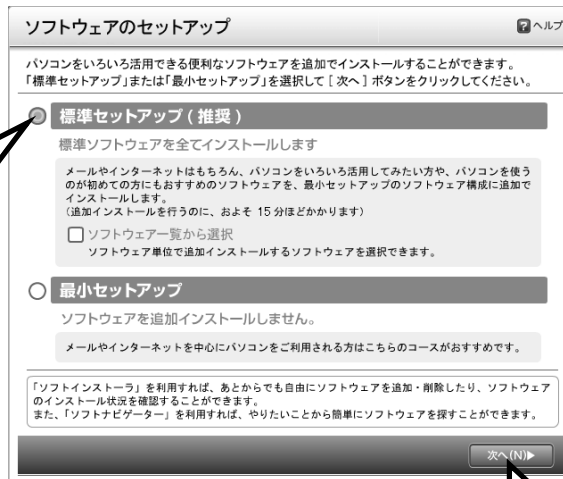 ソフトウェアのセットアップ
?ヘルプ
パソコンをいろいろ活用できる便利なソフトウェアを追加でインストールすることができます。
「標準セットアップ」または「最小セットアップ」を選択して [ 次へ ] ボタンをクリックしてください。
標準セットアップ ( 推奨 )
標準ソフトウェアを全てインストールします
メールやインターネットはもちろん、パソコンをいろいろ活用してみたい方や、パソコンを使う
のが初めての方にもおすすめのソフトウェアを、最小セットアップのソフトウェア構成に追加で
インストールします。
(追加インストールを行うのに、およそ 15 分ほどかかります)
ソフトウェア一覧から選択
ソフトウェア単位で追加インストールするソフトウェアを選択できます。
最小セットアップ
ソフトウェアを追加インストールしません。
メールやインターネットを中心にパソコンをご利用される方はこちらのコースがおすすめです。
「ソフトインストーラ」を利用すれば、あとからでも自由にソフトウェアを追加・削除したり、ソフトウェア
のインストール状況を確認することができます。
また、「ソフトナビゲーター」を利用すれば、やりたいことから簡単にソフトウェアを探すことができます。
次へ(N)▶